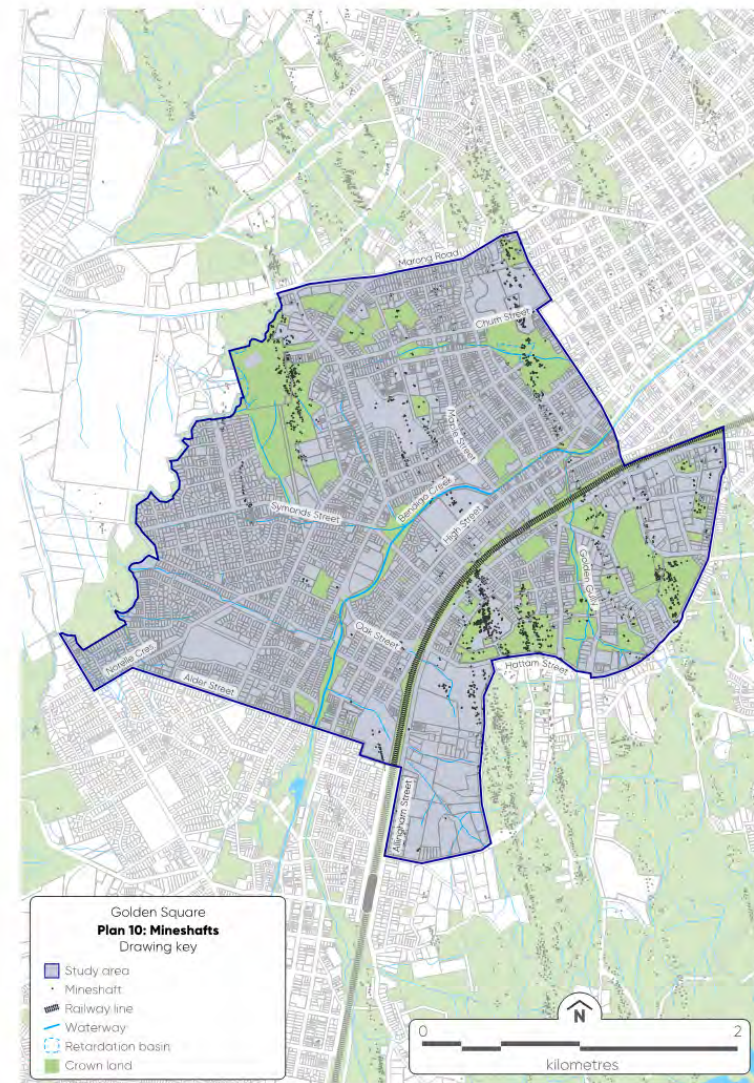 Marong Road
Chum Street
Maple Street
Bendigo Creek
High Street
Symonds Street
Golden Gully
Oak Street
Hattam Street
Norelle Cres
Alder Street
Allingham Street
Golden Square
Plan 10: Mineshafts
Drawing key
Study area
Mineshaft
Railway line
Waterway
Retardation basin
Crown land
N
0 2
kilometres